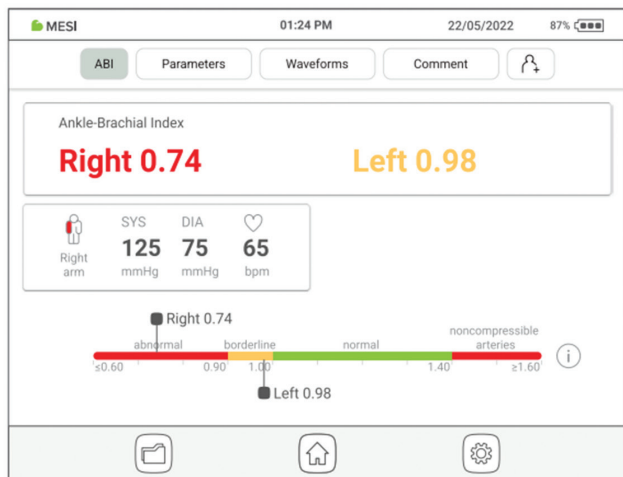 MESI 01:24 PM 22/05/2022 87%
ABI Parameters Waveforms Comment
Ankle-Brachial Index
Right 0.74 Left 0.98
SYS DIA
125 75 65
Right arm mmHg mmHg bpm
Right 0.74
abnormal borderline normal noncompressible arteries
≤0.60 0.90 1.00 1.40 ≥1.60
Left 0.98